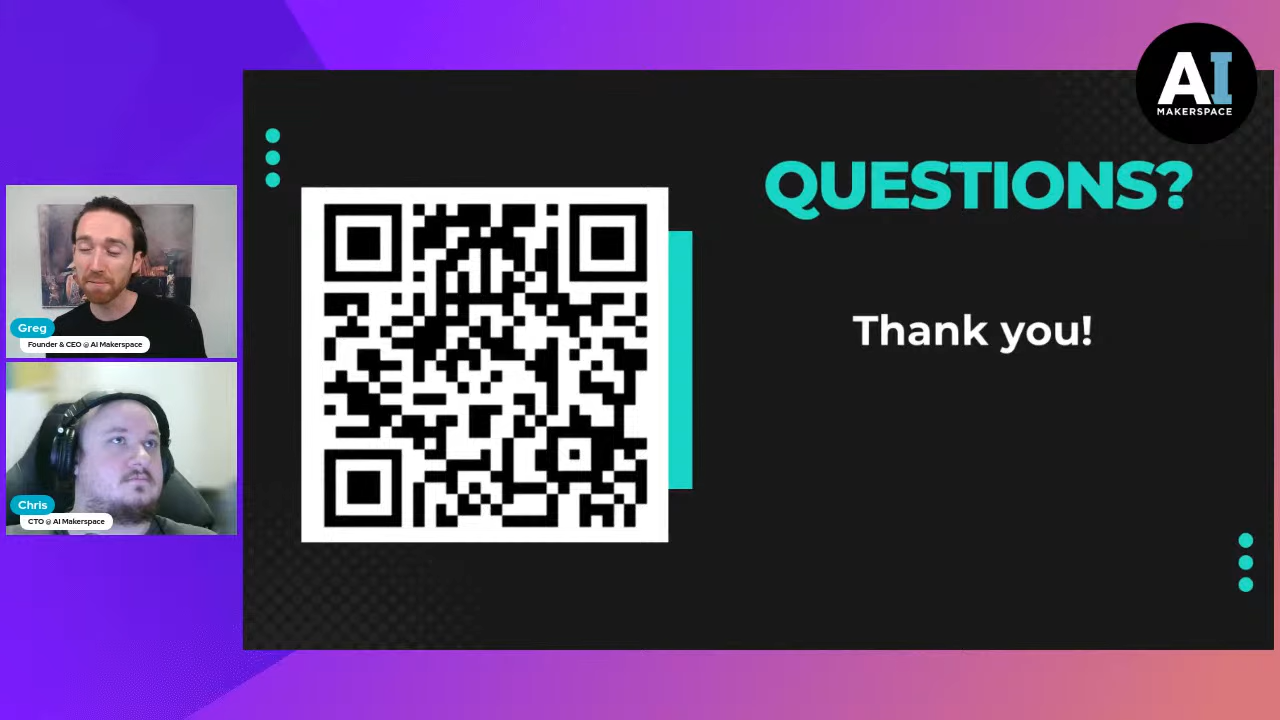 AI
MAKERSPACE
QUESTIONS?
Thank you!
Greg
Founder & CEO @ AI Makerspace
Chris
CTO @ AI Makerspace